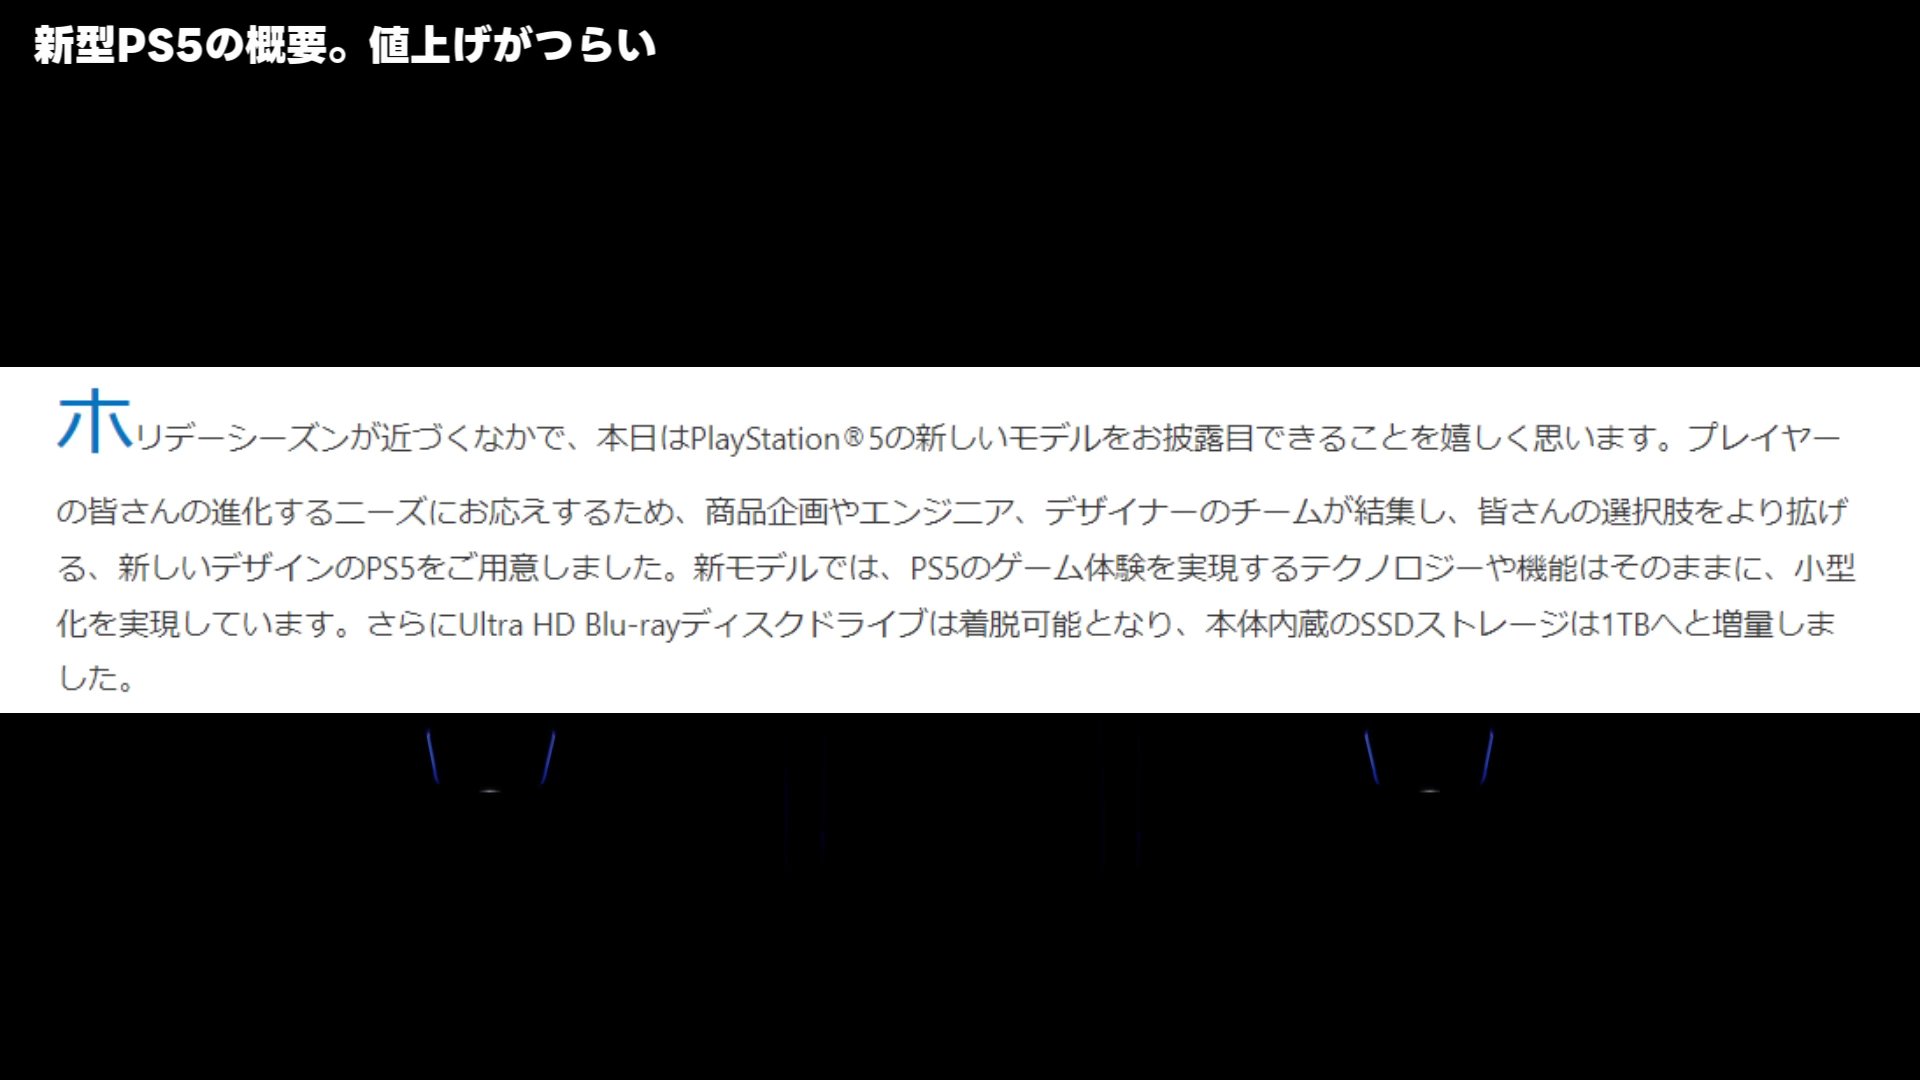 新型PS5の概要。値上げがつらい
ホリデーシーズンが近づくなかで、本日はPlayStation®5の新しいモデルをお披露目できることを嬉しく思います。プレイヤー
の皆さんの進化するニーズにお応えするため、商品企画やエンジニア、デザイナーのチームが結集し、皆さんの選択肢をより拡げ
る、新しいデザインのPS5をご用意しました。新モデルでは、PS5のゲーム体験を実現するテクノロジーや機能はそのままに、小型
化を実現しています。さらにUltra HD Blu-rayディスクドライブは着脱可能となり、本体内蔵のSSDストレージは1TBへと増量しま
した。